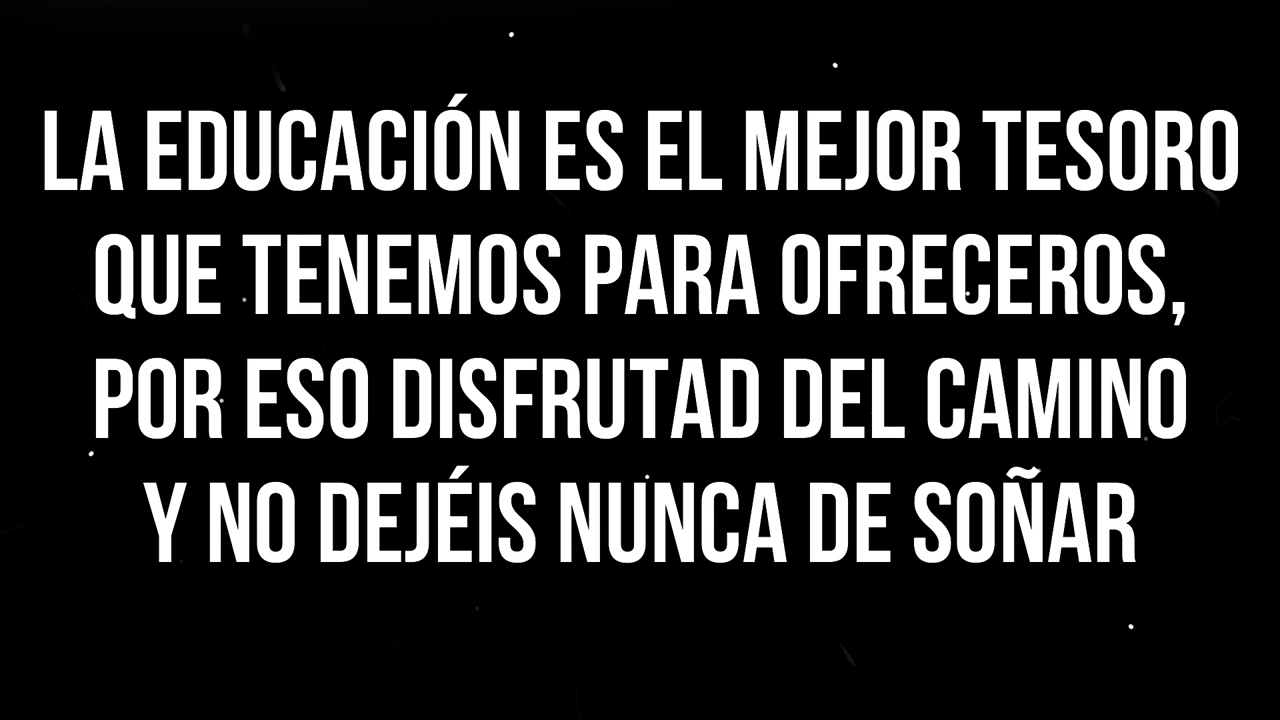 LA EDUCACIÓN ES EL MEJOR TESORO
QUE TENEMOS PARA OFRECEROS,
POR ESO DISFRUTAD DEL CAMINO
Y NO DEJÉIS NUNCA DE SOÑAR